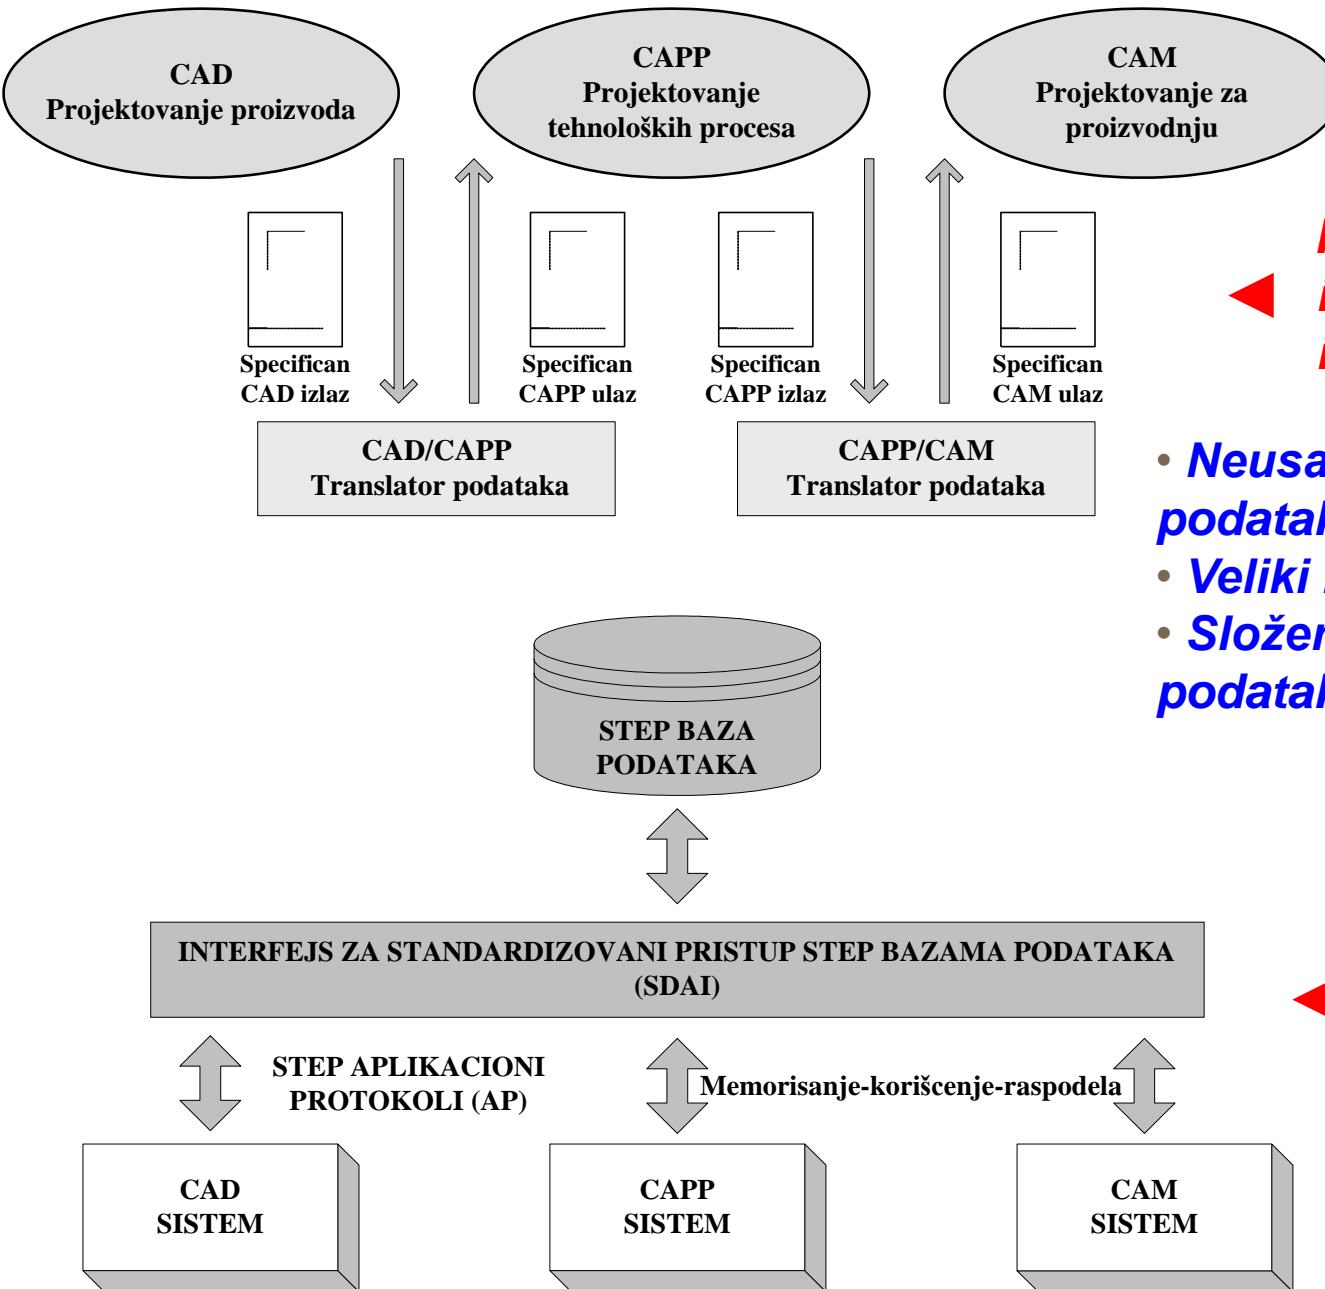 CAD
Projektovanje proizvoda
CAPP
Projektovanje
tehnoloških procesa
CAM
Projektovanje za
proizvodnju
Specifican
CAD izlaz
Specifican
CAPP ulaz
Specifican
CAPP izlaz
Specifican
CAM ulaz
CAD/CAPP
Translator podataka
CAPP/CAM
Translator podataka
•
• Veliki
•
STEP BAZA
PODATAKA
INTERFEJS ZA STANDARDIZOVANI PRISTUP STEP BAZAMA PODATAKA
(SDAI)
STEP APLIKACIONI
PROTOKOLI (AP)
Memorisanje-korišcenje-raspodela
CAD
SISTEM
CAPP
SISTEM
CAM
SISTEM